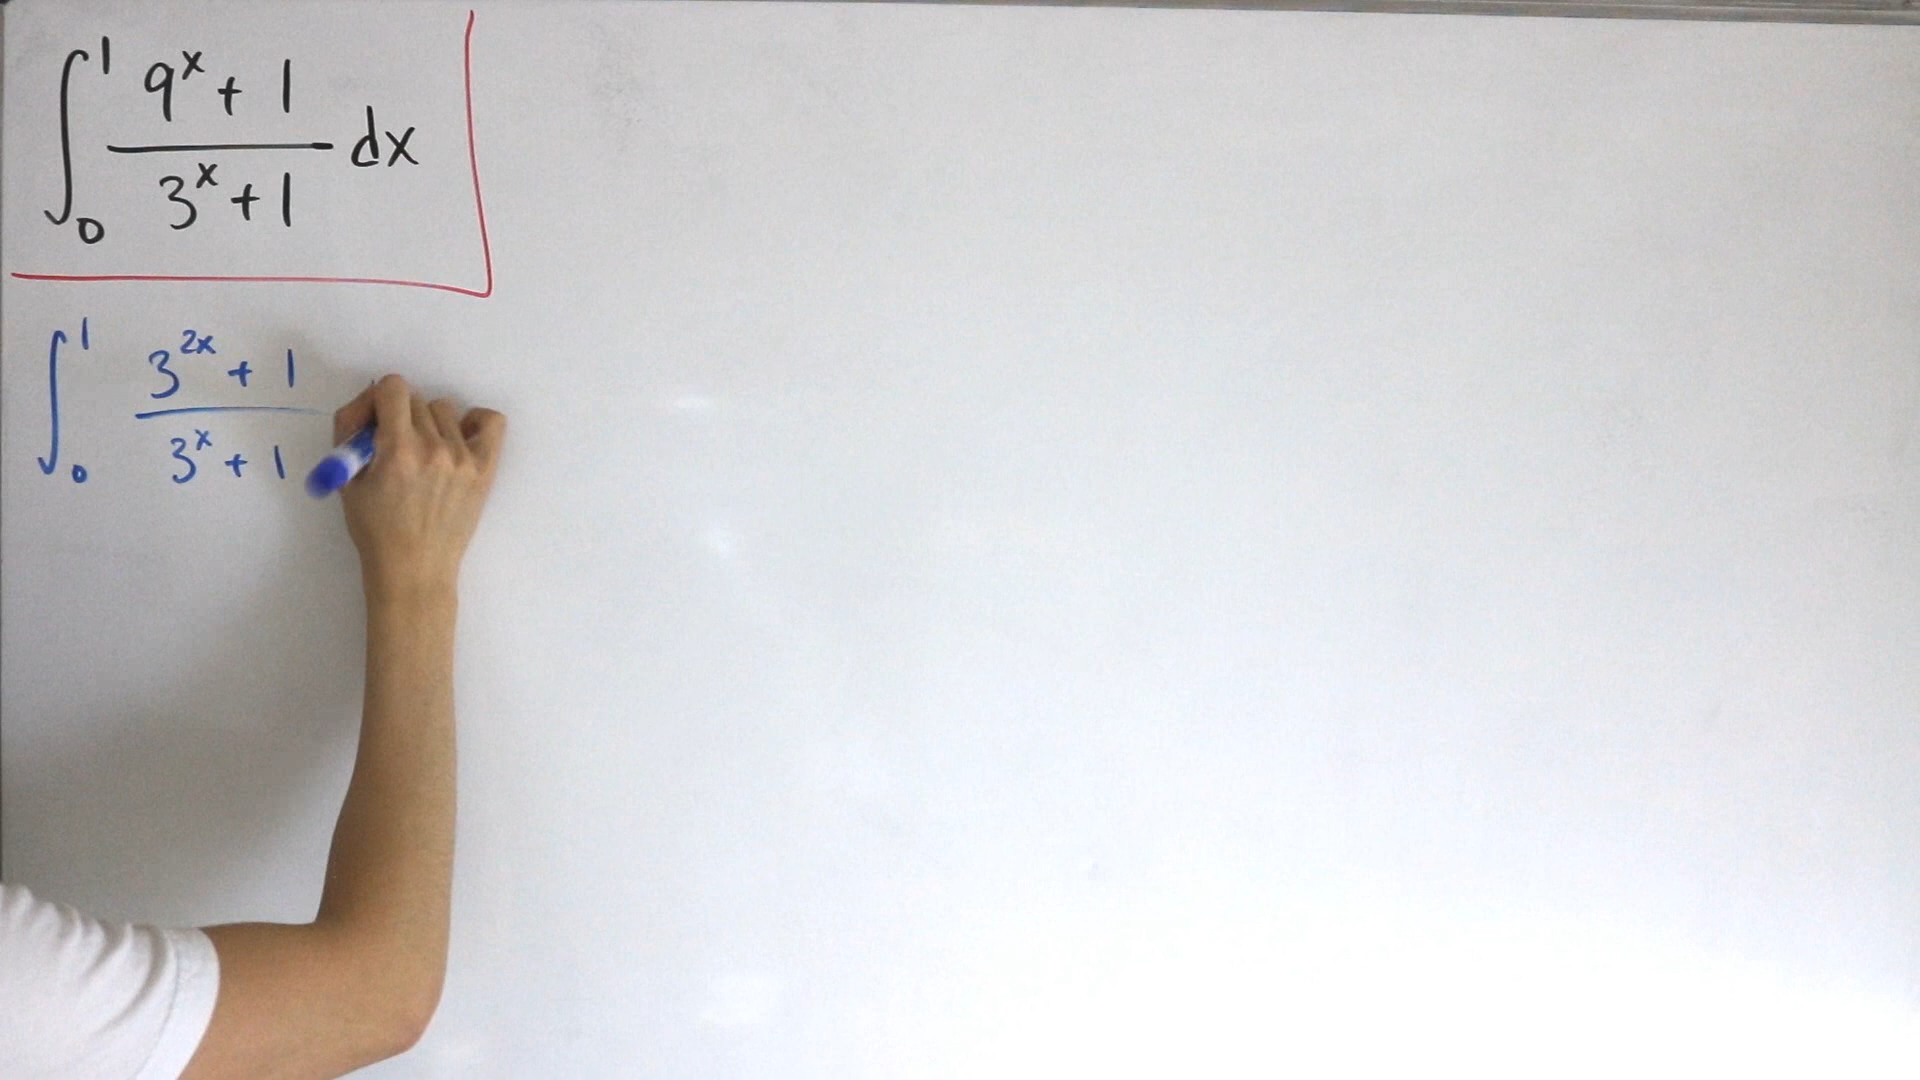 ∫₀¹ (9ˣ + 1)/(3ˣ + 1) dx
∫₀¹ (3²ˣ + 1)/(3ˣ + 1)